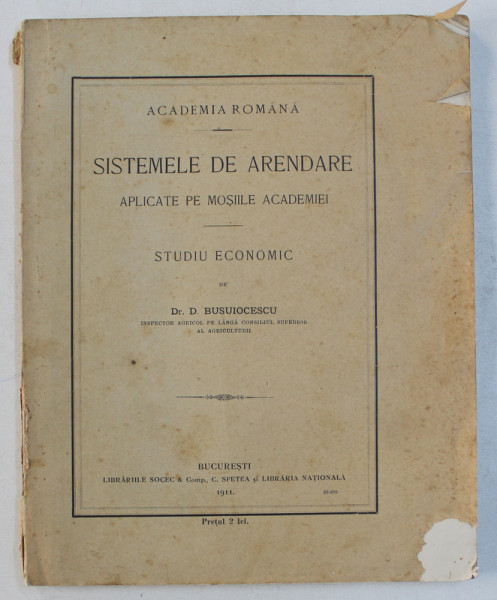 ACADEMIA ROMÂNĂ
SISTEMELE DE ARENDARE
APLICATE PE MOȘIILE ACADEMIEI
STUDIU ECONOMIC
DE
Dr. D. BUSUIOCESCU
INSPECTOR AGRICOL PE LÂNGĂ CONSILIUL SUPERIOR
AL AGRICULTURII
BUCUREȘTI
LIBRĂRIILE SOCEC & Comp., C. SFETEA și LIBRĂRIA NAȚIONALĂ
1911.
Prețul 2 lei.